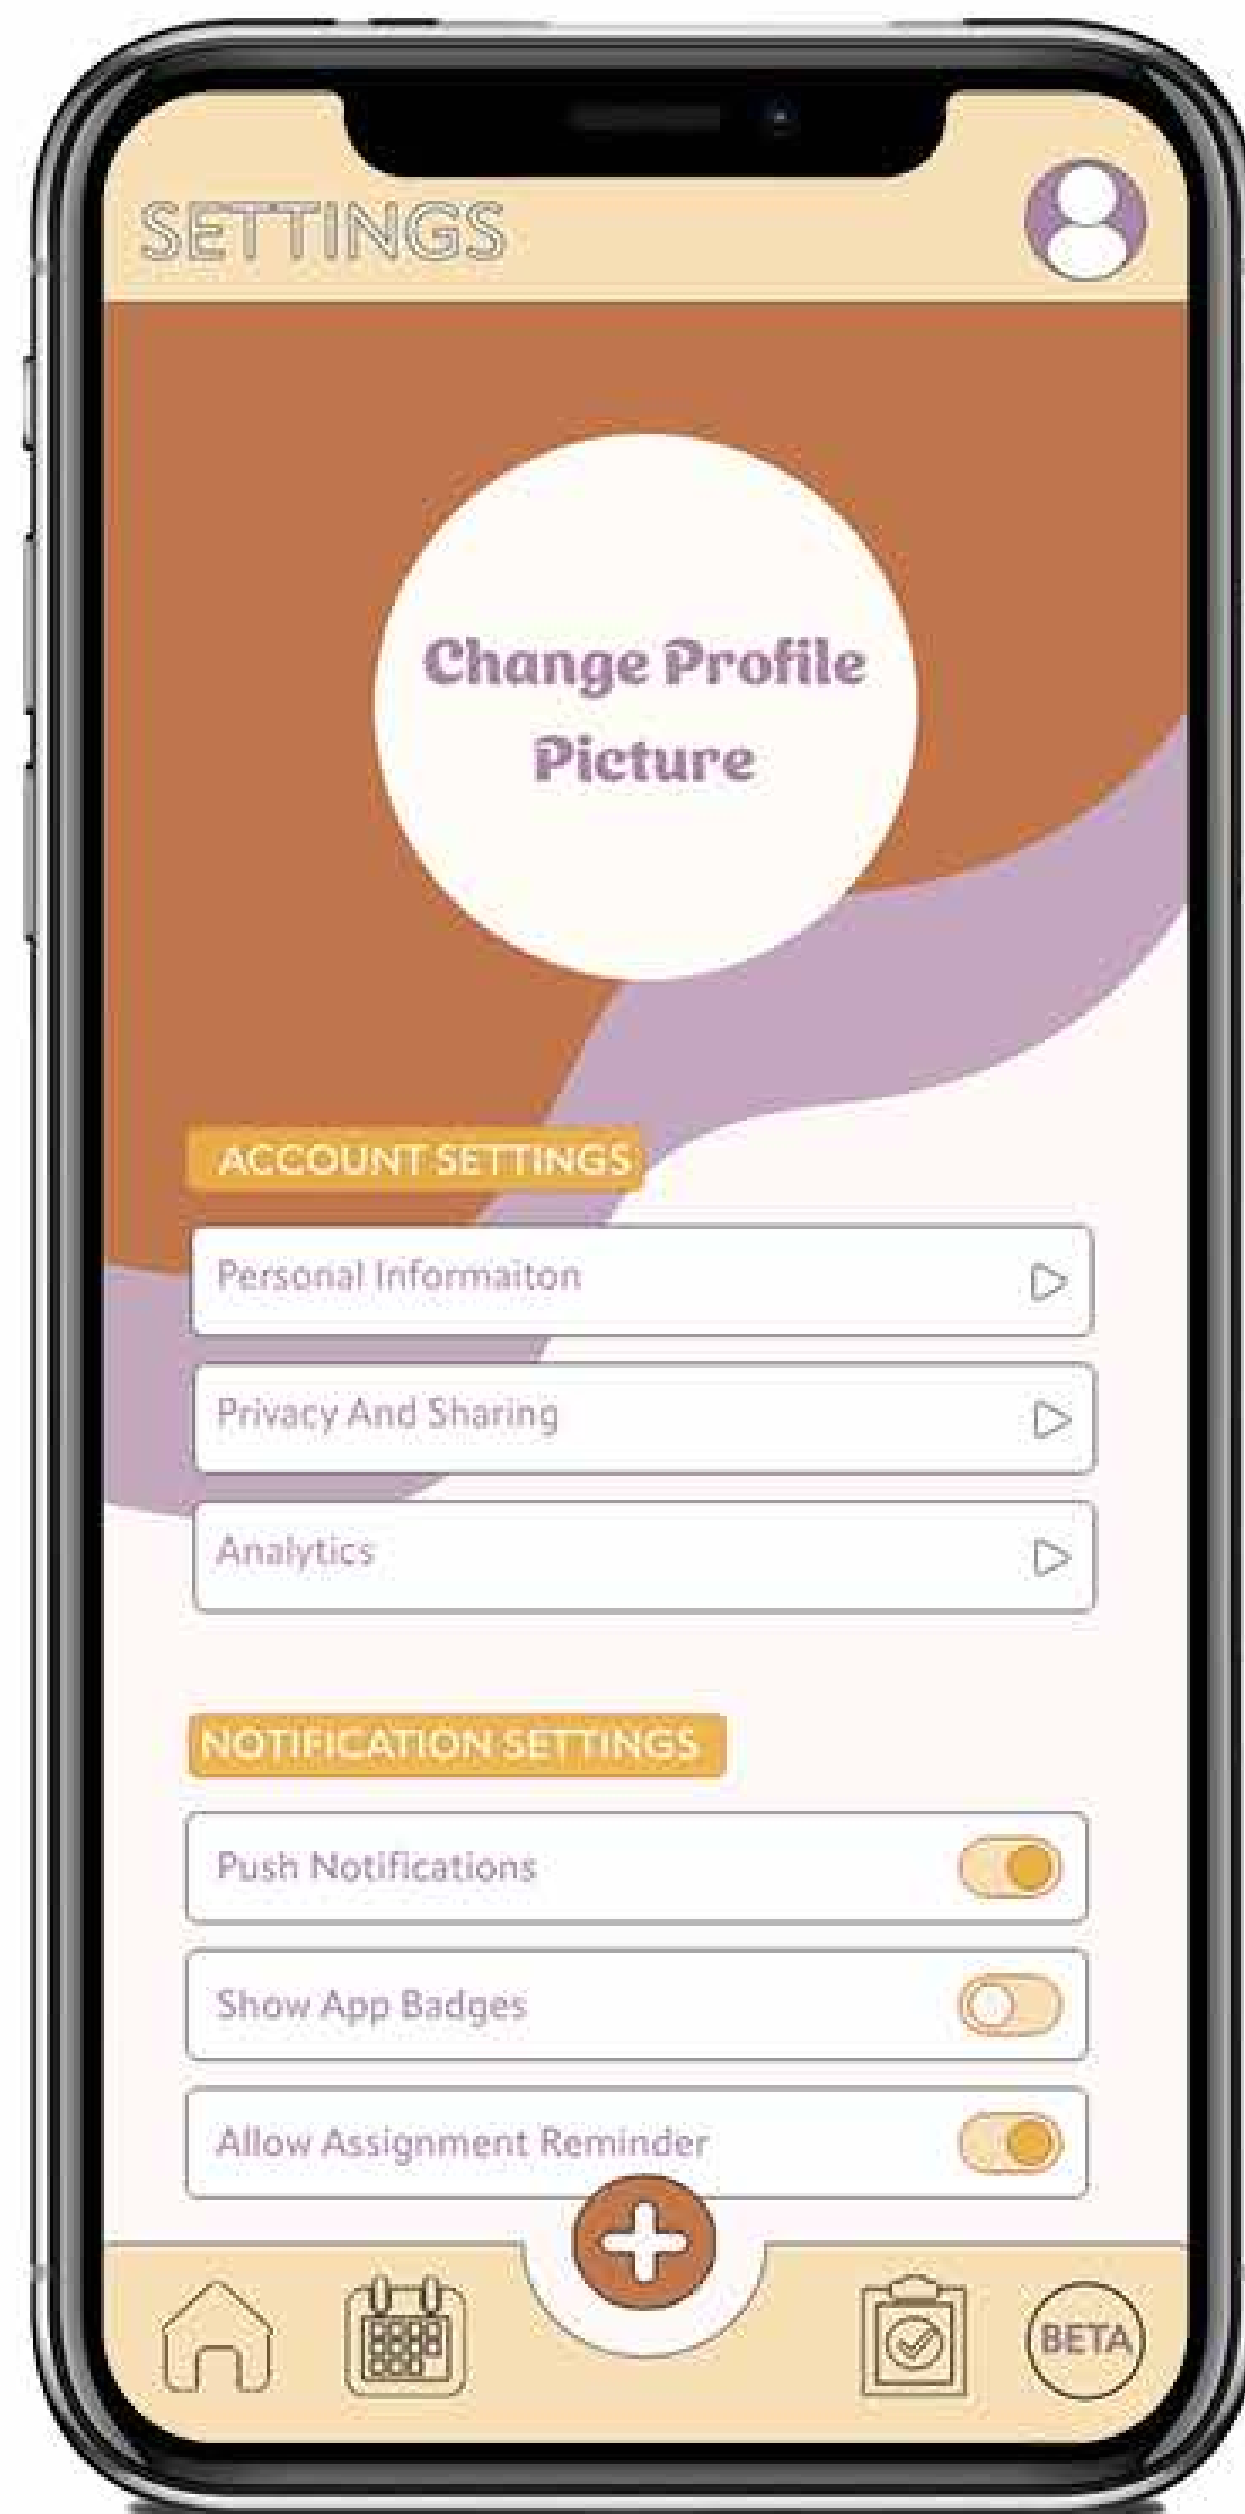 SETTINGS
Change Profile
Picture
ACCOUNT SETTINGS
Personal Informaiton
Privacy And Sharing
Analytics
NOTIFICATION SETTINGS
Push Notifications
Show App Badges
Allow Assignment Reminder
BETA